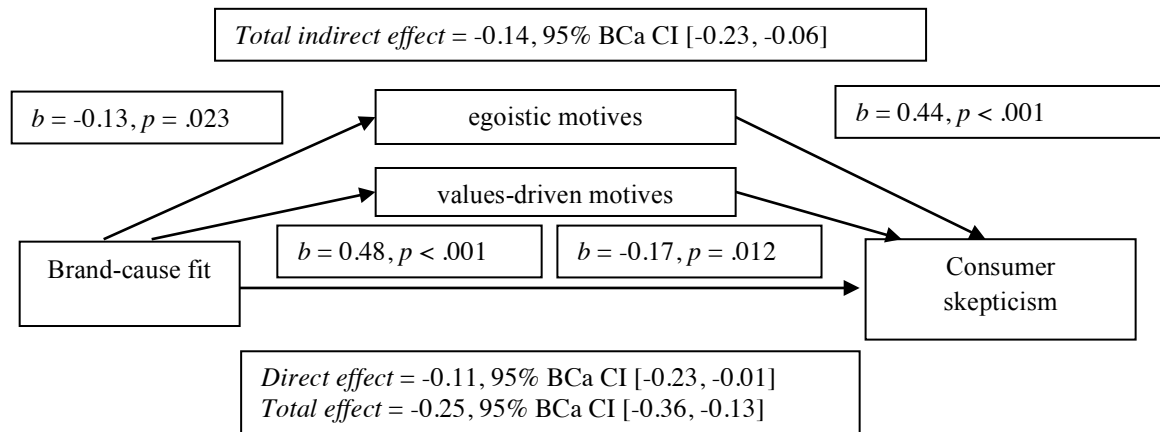 Total indirect effect = -0.14, 95% BCa CI [-0.23, -0.06]
b = -0.13, p = .023
egoistic motives
b = 0.44, p < .001
values-driven motives
b = 0.48, p < .001
b = -0.17, p = .012
Brand-cause fit
Consumer
skepticism
Direct effect = -0.11, 95% BCa CI [-0.23, -0.01]
Total effect = -0.25, 95% BCa CI [-0.36, -0.13]